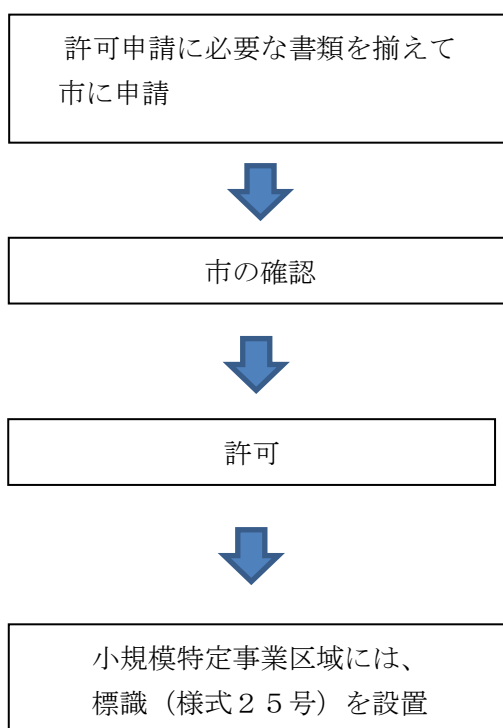 許可申請に必要な書類を揃えて
市に申請
市の確認
許可
小規模特定事業区域には、
標識（様式２５号）を設置